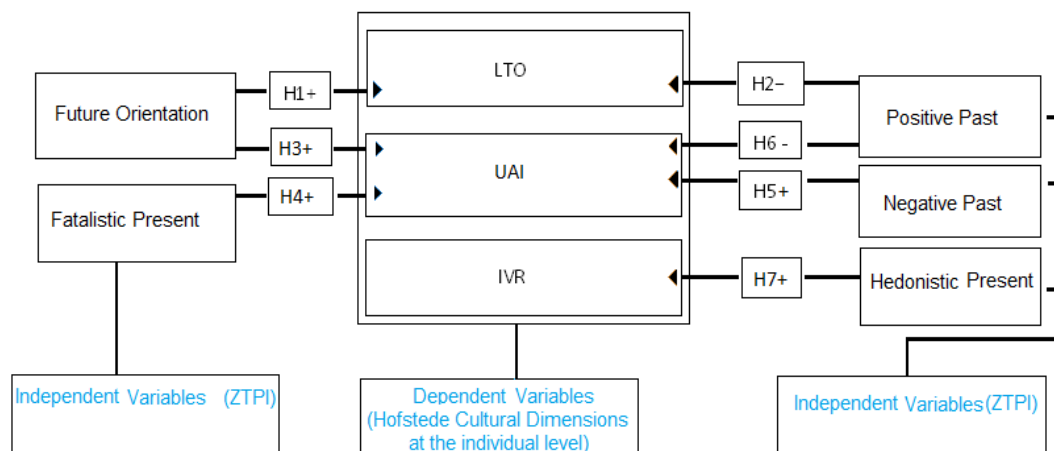 LTO
H1+
H2−
Future Orientation
Positive Past
H3+
H6 -
UAI
H4+
H5+
Fatalistic Present
Negative Past
IVR
H7+
Hedonistic Present
Independent Variables (ZTPI)
Dependent Variables
(Hofstede Cultural Dimensions
at the individual level)
Independent Variables(ZTPI)